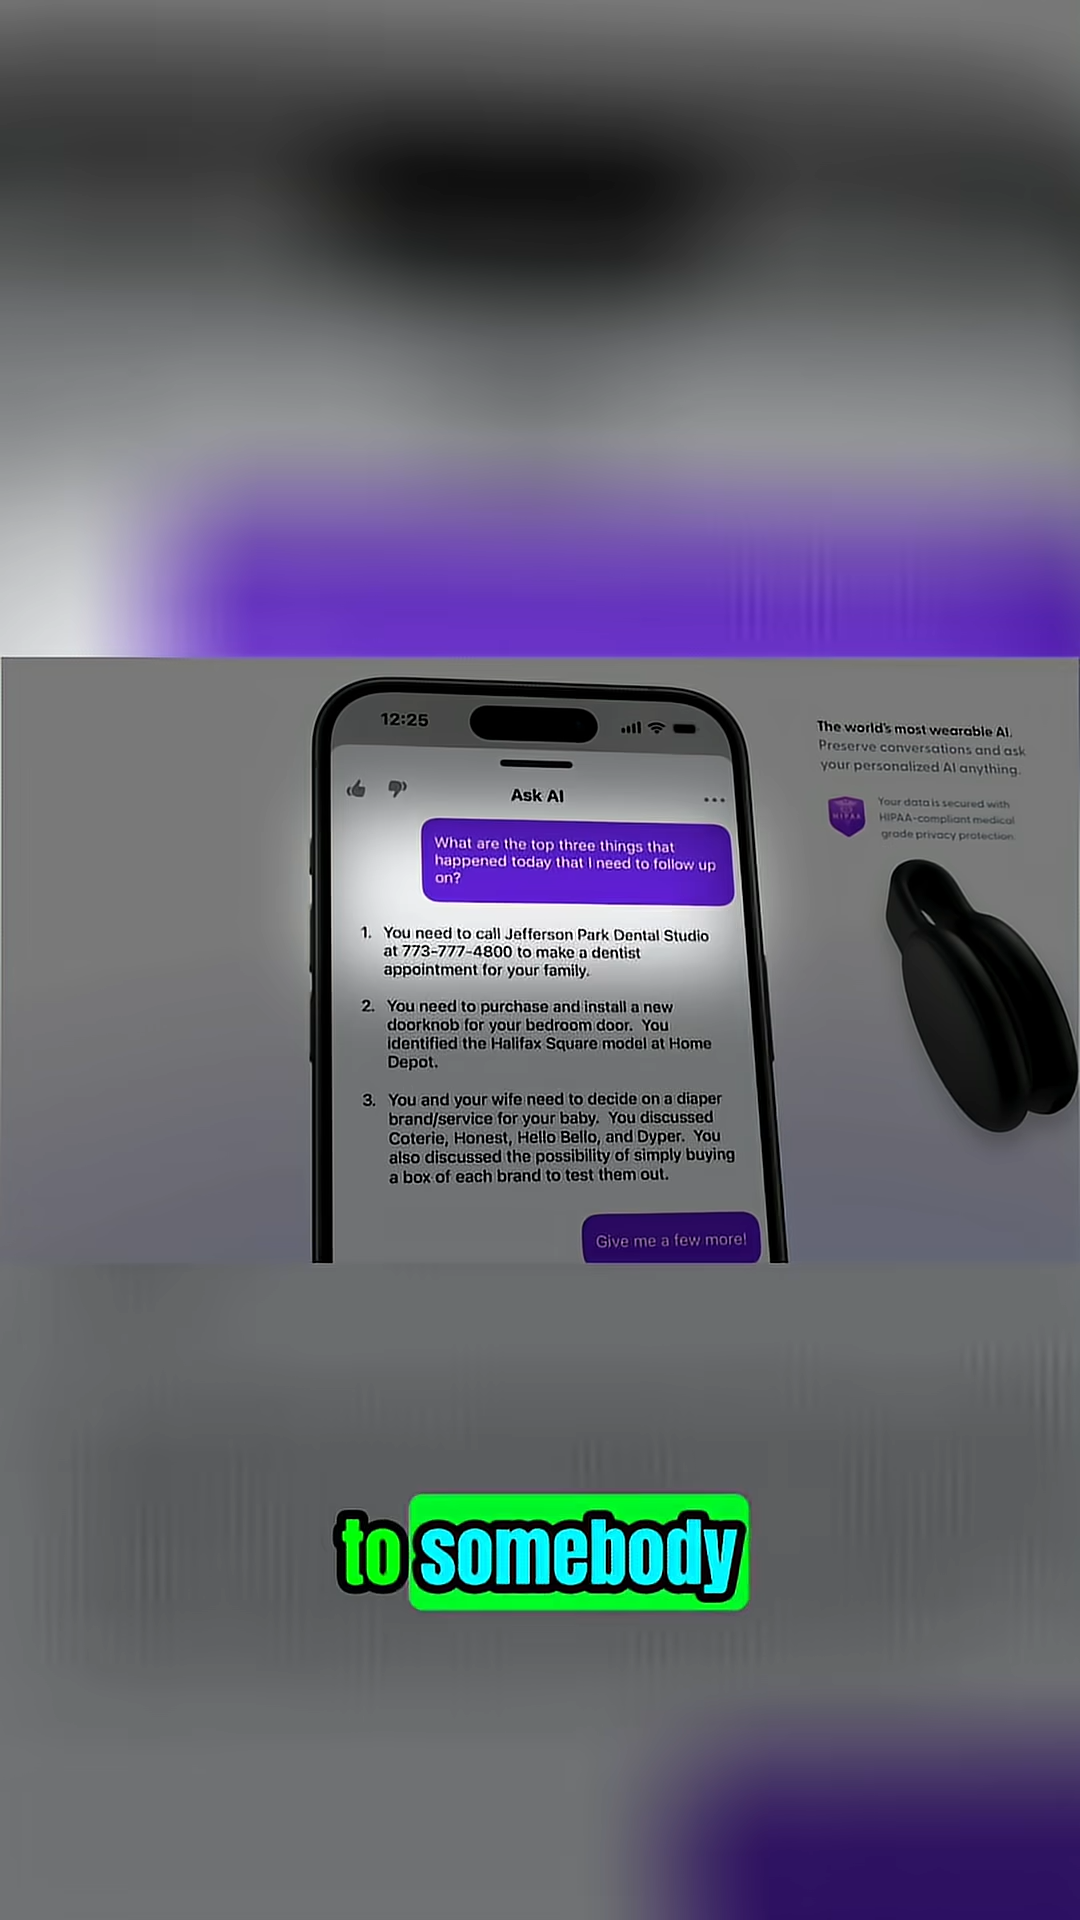 12:25
Ask AI
What are the top three things that
happened today that I need to follow up
on?
1. You need to call Jefferson Park Dental Studio
at 773-777-4800 to make a dentist
appointment for your family.
2. You need to purchase and install a new
doorknob for your bedroom door. You
identified the Halifax Square model at Home
Depot.
3. You and your wife need to decide on a diaper
brand/service for your baby. You discussed
Coterie, Honest, Hello Bello, and Dyper. You
also discussed the possibility of simply buying
a box of each brand to test them out.
Give me a few more!
The world's most wearable AI.
Preserve conversations and ask
your personalized AI anything.
HIPAA
Your data is secured with
HIPAA-compliant medical
grade privacy protection.
to somebody